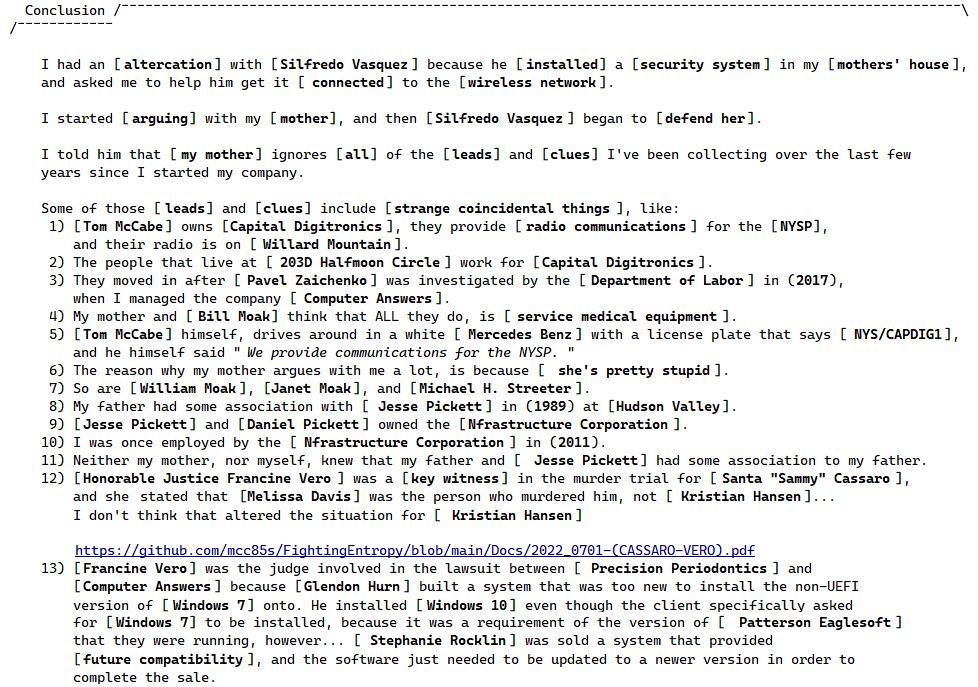 Conclusion
I had an [altercation] with [Silfredo Vasquez] because he [installed] a [security system] in my [mothers' house],
and asked me to help him get it [connected] to the [wireless network].
I started [arguing] with my [mother], and then [Silfredo Vasquez] began to [defend her].
I told him that [my mother] ignores [all] of the [leads] and [clues] I've been collecting over the last few
years since I started my company.
Some of those [leads] and [clues] include [strange coincidental things], like:
1) [Tom McCabe] owns [Capital Digitronics], they provide [radio communications] for the [NYSP],
and their radio is on [Willard Mountain].
2) The people that live at [203D Halfmoon Circle] work for [Capital Digitronics].
3) They moved in after [Pavel Zaichenko] was investigated by the [Department of Labor] in (2017),
when I managed the company [Computer Answers].
4) My mother and [Bill Moak] think that ALL they do, is [service medical equipment].
5) [Tom McCabe] himself, drives around in a white [Mercedes Benz] with a license plate that says [NYS/CAPDIG1],
and he himself said "We provide communications for the NYSP."
6) The reason why my mother argues with me a lot, is because [she's pretty stupid].
7) So are [William Moak], [Janet Moak], and [Michael H. Streeter].
8) My father had some association with [Jesse Pickett] in (1989) at [Hudson Valley].
9) [Jesse Pickett] and [Daniel Pickett] owned the [Nfrastructure Corporation].
10) I was once employed by the [Nfrastructure Corporation] in (2011).
11) Neither my mother, nor myself, knew that my father and [Jesse Pickett] had some association to my father.
12) [Honorable Justice Francine Vero] was a [key witness] in the murder trial for [Santa "Sammy" Cassaro],
and she stated that [Melissa Davis] was the person who murdered him, not [Kristian Hansen]...
I don't think that altered the situation for [Kristian Hansen]
https://github.com/mcc85s/FightingEntropy/blob/main/Docs/2022_0701-(CASSARO-VERO).pdf
13) [Francine Vero] was the judge involved in the lawsuit between [Precision Periodontics] and
[Computer Answers] because [Glendon Hurn] built a system that was too new to install the non-UEFI
version of [Windows 7] onto. He installed [Windows 10] even though the client specifically asked
for [Windows 7] to be installed, because it was a requirement of the version of [Patterson Eaglesoft]
that they were running, however... [Stephanie Rocklin] was sold a system that provided
[future compatibility], and the software just needed to be updated to a newer version in order to
complete the sale.